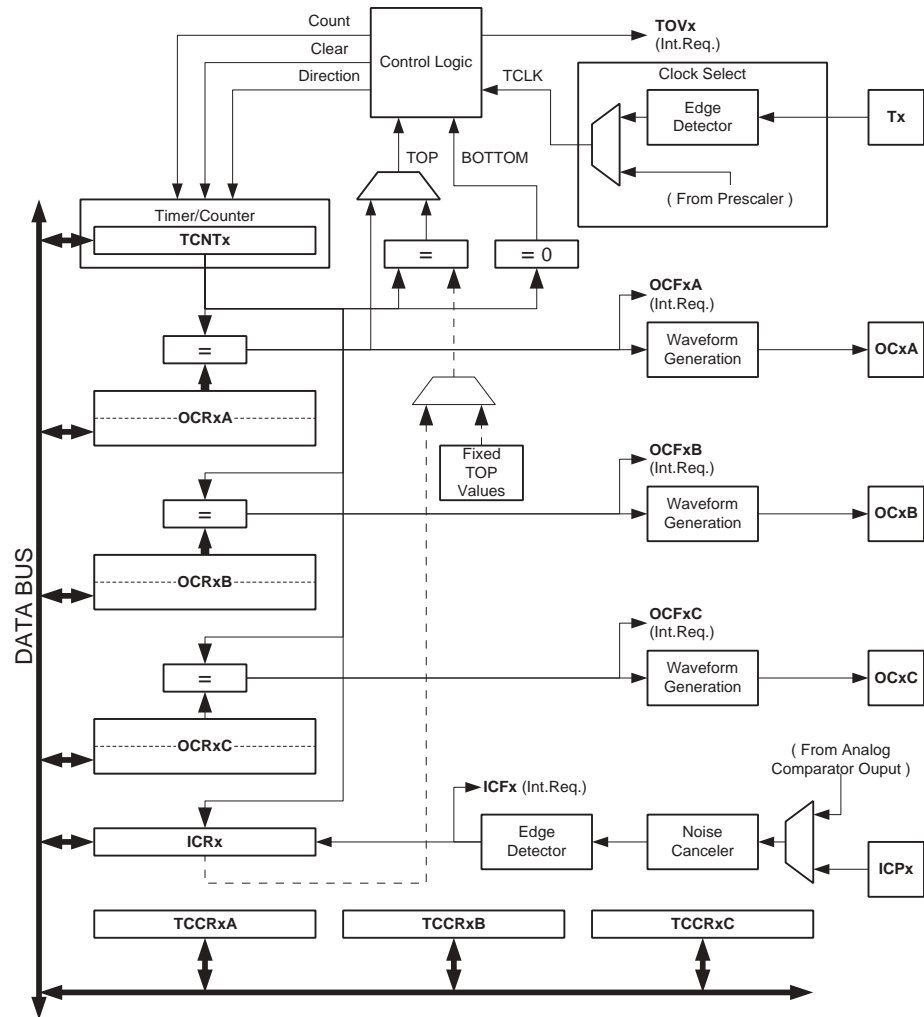 Count
Clear
Direction
Control Logic
TOVx
(Int.Req.)
TCLK
Clock Select
Edge
Detector
Tx
( From Prescaler )
TOP
BOTTOM
Timer/Counter
TCNTx
=
= 0
OCFxA
(Int.Req.)
=
Waveform
Generation
OCxA
OCRxA
Fixed
TOP
Values
OCFxB
(Int.Req.)
=
Waveform
Generation
OCxB
OCRxB
DATA BUS
OCFxC
(Int.Req.)
=
Waveform
Generation
OCxC
OCRxC
( From Analog
Comparator Ouput )
ICFx (Int.Req.)
ICRx
Edge
Detector
Noise
Canceler
ICPx
TCCRxA
TCCRxB
TCCRxC